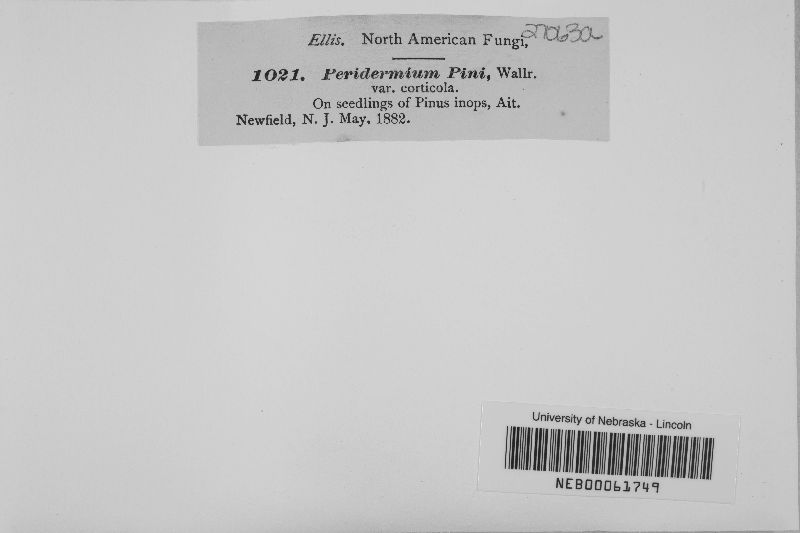 Ellis. North American Fungi, 27063a
1021. Peridermium Pini, Wallr.
var. corticola.
On seedlings of Pinus inops, Ait.
Newfield, N. J. May, 1882.
University of Nebraska - Lincoln
NEB00061749